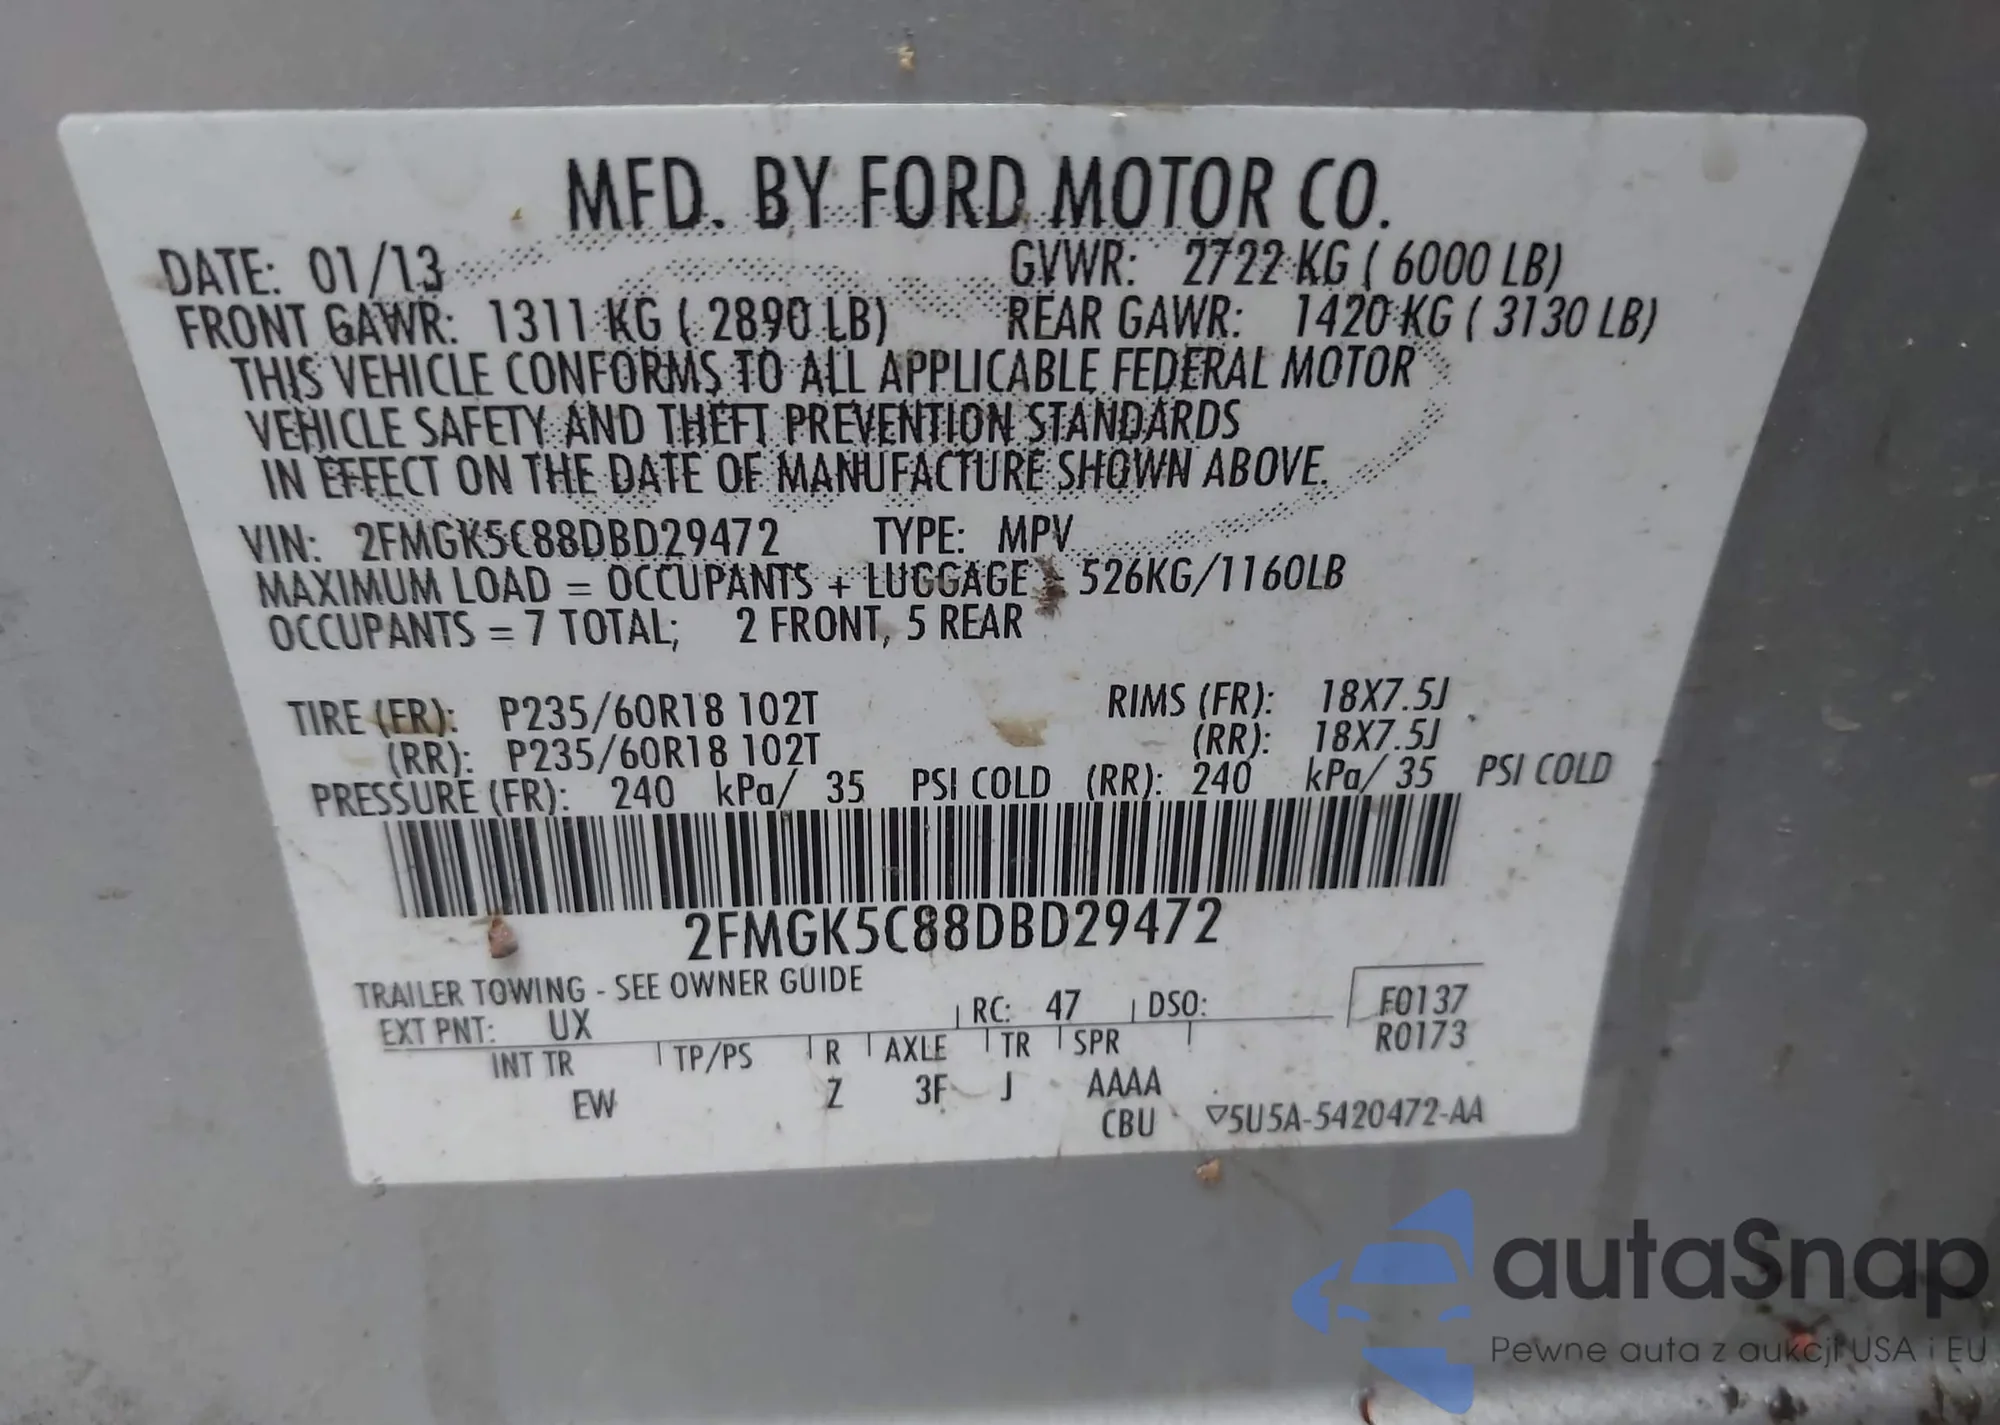 MFD. BY FORD MOTOR CO.
DATE: 01/13 GVWR: 2722 KG ( 6000 LB)
FRONT GAWR: 1311 KG ( 2890 LB) REAR GAWR: 1420 KG ( 3130 LB)
THIS VEHICLE CONFORMS TO ALL APPLICABLE FEDERAL MOTOR
VEHICLE SAFETY AND THEFT PREVENTION STANDARDS
IN EFFECT ON THE DATE OF MANUFACTURE SHOWN ABOVE.
VIN: 2FMGK5C88DBD29472 TYPE: MPV
MAXIMUM LOAD = OCCUPANTS + LUGGAGE 526KG/1160LB
OCCUPANTS = 7 TOTAL; 2 FRONT, 5 REAR
TIRE (FR): P235/60R18 102T RIMS (FR): 18X7.5J
(RR): P235/60R18 102T (RR): 18X7.5J
PRESSURE (FR): 240 kPa/ 35 PSI COLD (RR): 240 kPa/ 35 PSI COLD
2FMGK5C88DBD29472
TRAILER TOWING - SEE OWNER GUIDE
EXT PNT: UX RC: 47 DSO: F0137
R0173
INT TR TP/PS R AXLE TR SPR
EW Z 3F J AAAA
CBU ▽5U5A-5420472-AA
autaSnap
Pewne auta z aukcji USA i EU